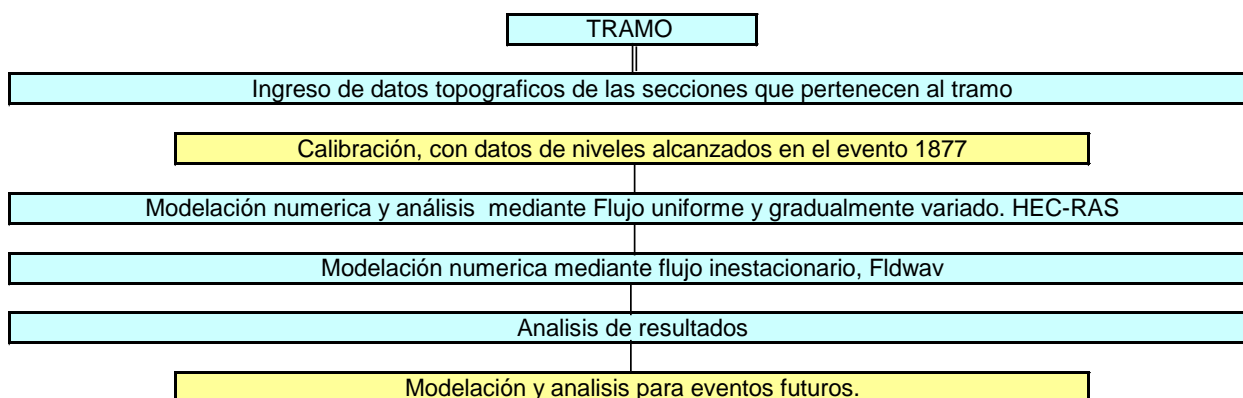 TRAMO
Ingreso de datos topograficos de las secciones que pertenecen al tramo
Calibración, con datos de niveles alcanzados en el evento 1877
Modelación numerica y análisis mediante Flujo uniforme y gradualmente variado. HEC-RAS
Modelación numerica mediante flujo inestacionario, Fldwav
Analisis de resultados
Modelación y analisis para eventos futuros.